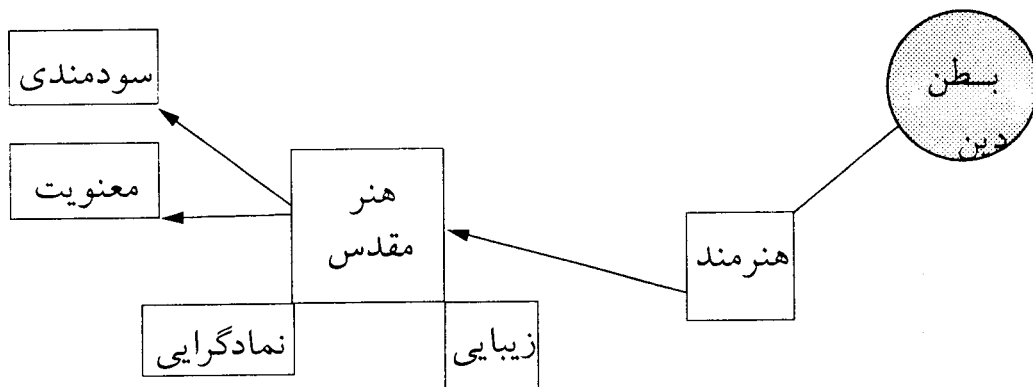 بطن
دین
هنرمند
هنر
مقدس
زیبایی
نمادگرایی
سودمندی
معنویت